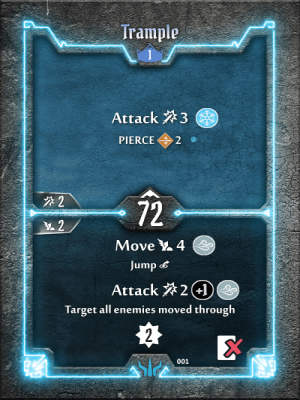 Trample
1
Attack 3
PIERCE 2
2
72
2
Move 4
Jump
Attack 2 +1
Target all enemies moved through
2
001